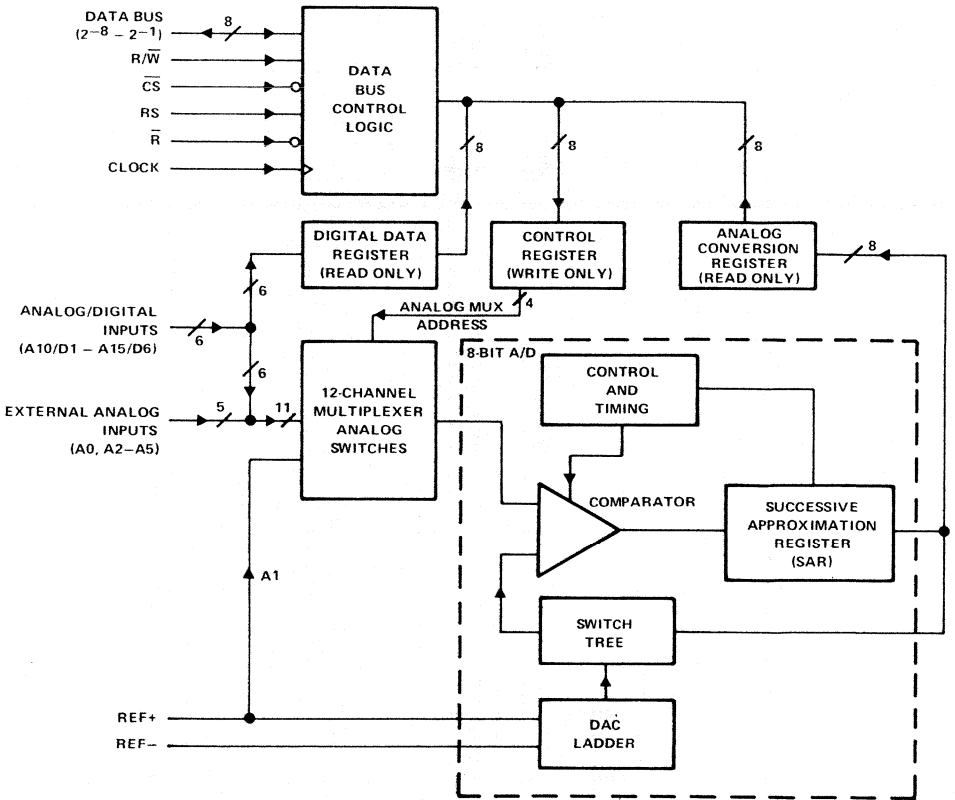 DATA BUS
(2⁻⁸ – 2⁻¹)
8
R/W̅
C̅S̅
RS
R̅
CLOCK
DATA
BUS
CONTROL
LOGIC
8
8
8
DIGITAL DATA
REGISTER
(READ ONLY)
CONTROL
REGISTER
(WRITE ONLY)
ANALOG
CONVERSION
REGISTER
(READ ONLY)
8
6
4
ANALOG MUX
ADDRESS
ANALOG/DIGITAL
INPUTS
(A10/D1 – A15/D6)
6
6
EXTERNAL ANALOG
INPUTS
(A0, A2–A5)
5
11
12-CHANNEL
MULTIPLEXER
ANALOG
SWITCHES
8-BIT A/D
CONTROL
AND
TIMING
COMPARATOR
SUCCESSIVE
APPROXIMATION
REGISTER
(SAR)
A1
SWITCH
TREE
REF+
REF–
DAC
LADDER